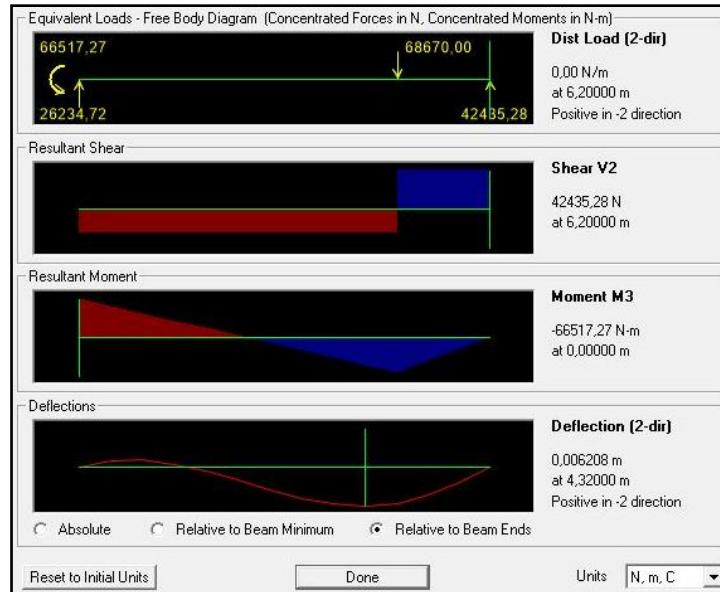 Equivalent Loads - Free Body Diagram (Concentrated Forces in N, Concentrated Moments in N-m)
66517,27
68670,00
26234,72
42435,28
Dist Load (2-dir)
0,00 N/m
at 6,20000 m
Positive in -2 direction
Resultant Shear
Shear V2
42435,28 N
at 6,20000 m
Resultant Moment
Moment M3
-66517,27 N-m
at 0,00000 m
Deflections
Deflection (2-dir)
0,006208 m
at 4,32000 m
Positive in -2 direction
Absolute
Relative to Beam Minimum
Relative to Beam Ends
Reset to Initial Units
Done
Units
N, m, C